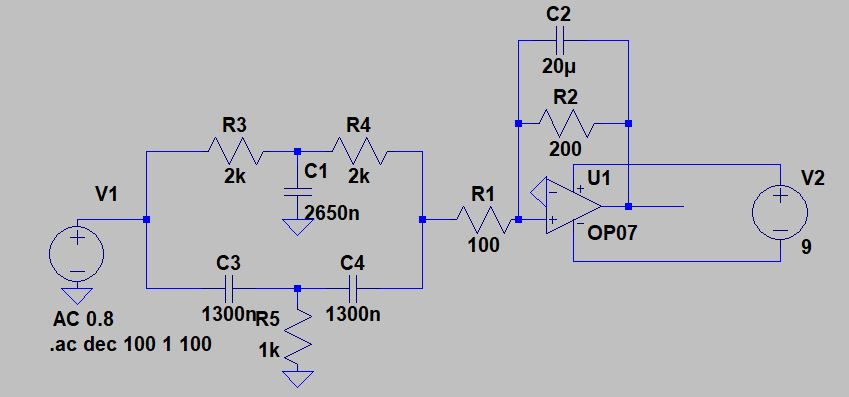 C2
20µ
R2
200
R3
2k
R4
2k
C1
2650n
V1
R1
100
U1
OP07
V2
9
C3
1300n
C4
1300n
R5
1k
AC 0.8
.ac dec 100 1 100